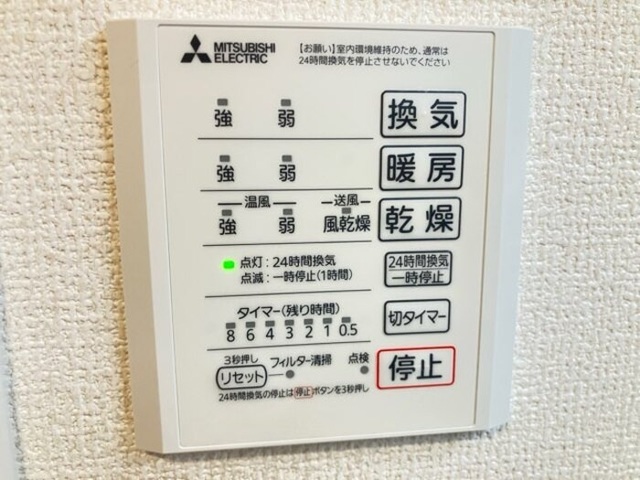 MITSUBISHI
ELECTRIC
【お願い】室内環境維持のため、通常は
24時間換気を停止させないでください
強 弱 換気
強 弱 暖房
温風 送風
強 弱 風乾燥 乾燥
点灯：24時間換気
点滅：一時停止(1時間)
24時間換気
一時停止
タイマー(残り時間)
8 6 4 3 2 1 0.5
切タイマー
3秒押し
リセット フィルター清掃 点検
停止
24時間換気の停止は停止ボタンを3秒押し